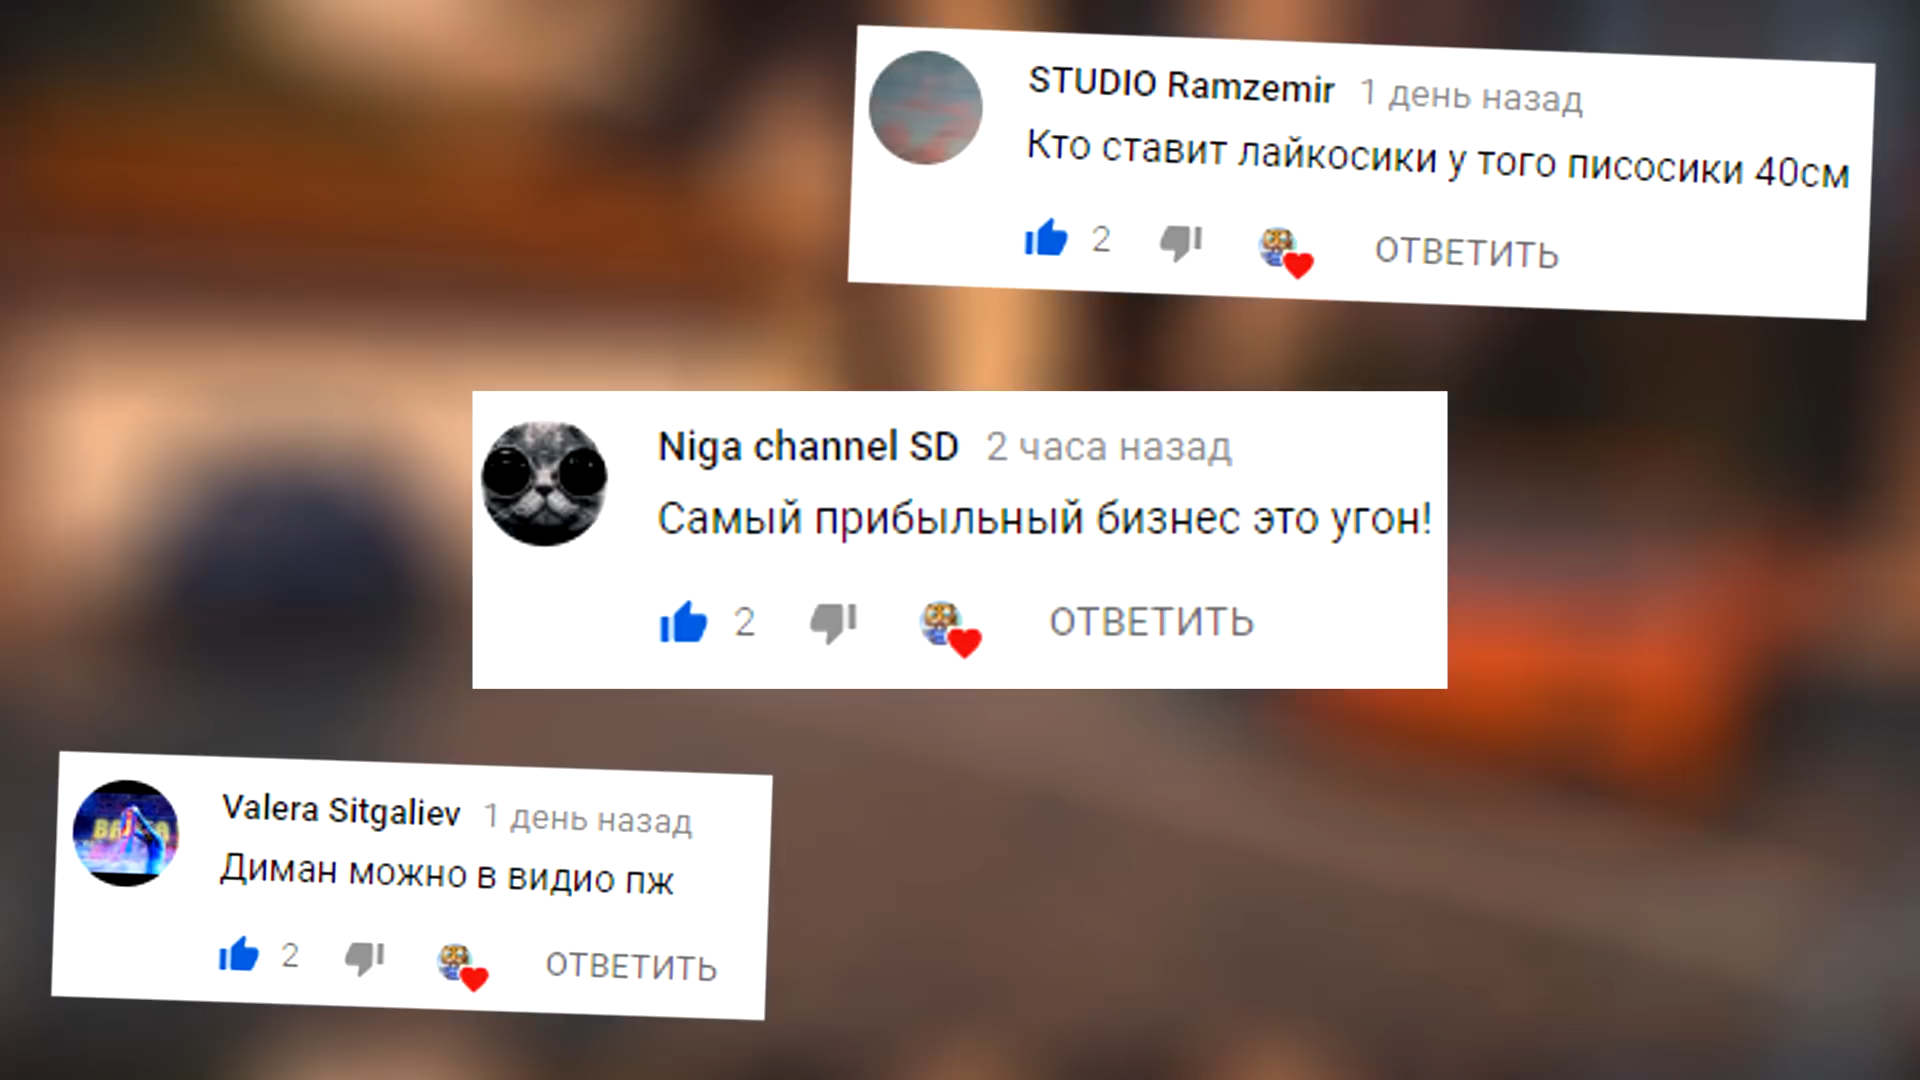 STUDIO Ramzemir 1 день назад
Кто ставит лайкосики у того писосики 40см
2 ОТВЕТИТЬ
Niga channel SD 2 часа назад
Самый прибыльный бизнес это угон!
2 ОТВЕТИТЬ
Valera Sitgaliev 1 день назад
Диман можно в видио пж
2 ОТВЕТИТЬ